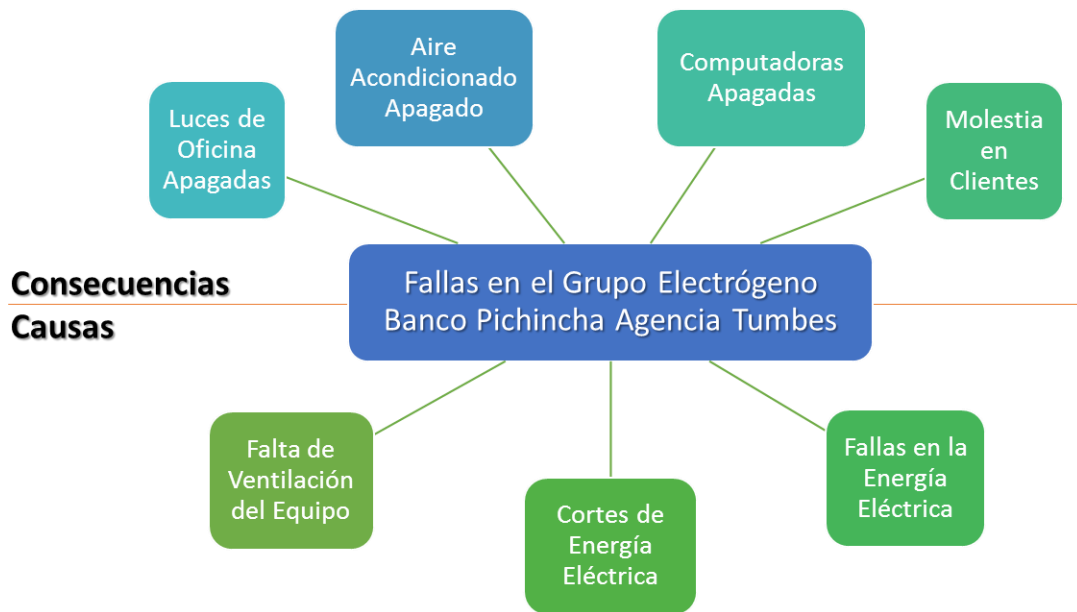 Luces de
Oficina
Apagadas
Aire
Acondicionado
Apagado
Computadoras
Apagadas
Molestia
en
Clientes
Consecuencias
Causas
Fallas en el Grupo Electrógeno
Banco Pichincha Agencia Tumbes
Falta de
Ventilación
del Equipo
Cortes de
Energía
Eléctrica
Fallas en la
Energía
Eléctrica